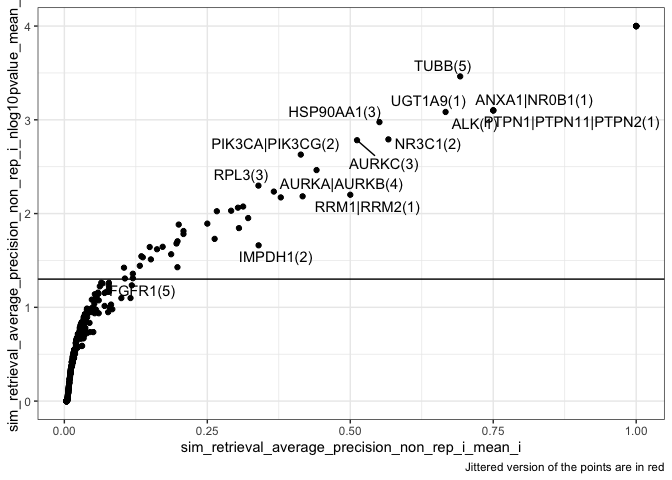 sim_retrieval_average_precision_non_rep_i_nlog10pvalue_mean_
4
3
2
1
0
TUBB(5)
UGT1A9(1)
ANXA1|NR0B1(1)
HSP90AA1(3)
ALK(1)
PTPN1|PTPN11|PTPN2(1)
PIK3CA|PIK3CG(2)
NR3C1(2)
AURKC(3)
RPL3(3)
AURKA|AURKB(4)
RRM1|RRM2(1)
IMPDH1(2)
FGFR1(5)
0.00
0.25
0.50
0.75
1.00
sim_retrieval_average_precision_non_rep_i_mean_i
Jittered version of the points are in red